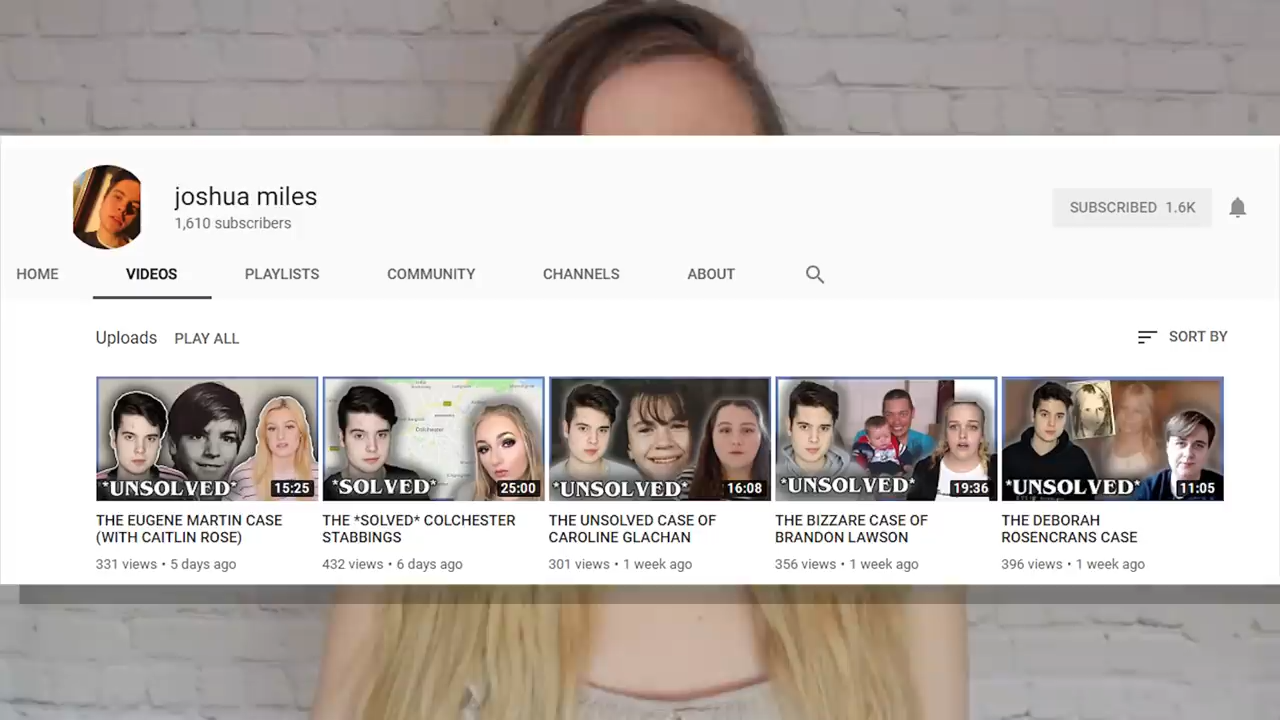 joshua miles
1,610 subscribers
SUBSCRIBED 1.6K
HOME VIDEOS PLAYLISTS COMMUNITY CHANNELS ABOUT
Uploads PLAY ALL SORT BY
*UNSOLVED* 15:25
*SOLVED* 25:00
*UNSOLVED* 16:08
*UNSOLVED* 19:36
*UNSOLVED* 11:05
THE EUGENE MARTIN CASE
(WITH CAITLIN ROSE)
331 views • 5 days ago
THE *SOLVED* COLCHESTER
STABBINGS
432 views • 6 days ago
THE UNSOLVED CASE OF
CAROLINE GLACHAN
301 views • 1 week ago
THE BIZZARE CASE OF
BRANDON LAWSON
356 views • 1 week ago
THE DEBORAH
ROSENCRANS CASE
396 views • 1 week ago